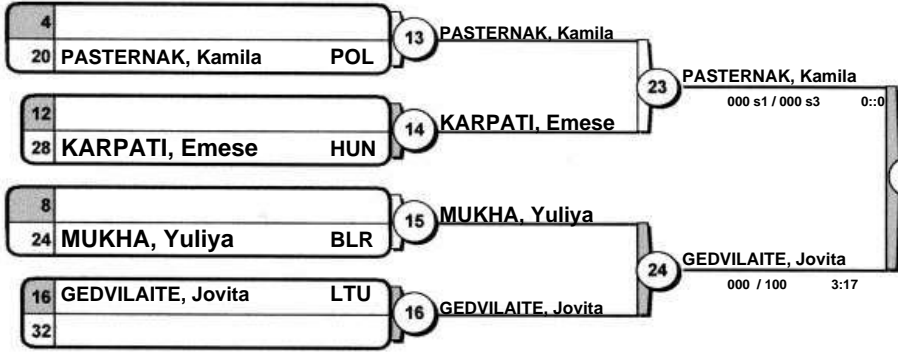 4
20 PASTERNAK, Kamila POL
13 PASTERNAK, Kamila
12
28 KARPATI, Emese HUN
14 KARPATI, Emese
23 PASTERNAK, Kamila
000 s1 / 000 s3 0::0
8
24 MUKHA, Yuliya BLR
15 MUKHA, Yuliya
16 GEDVILAITE, Jovita LTU
32
16 GEDVILAITE, Jovita
24 GEDVILAITE, Jovita
000 / 100 3:17